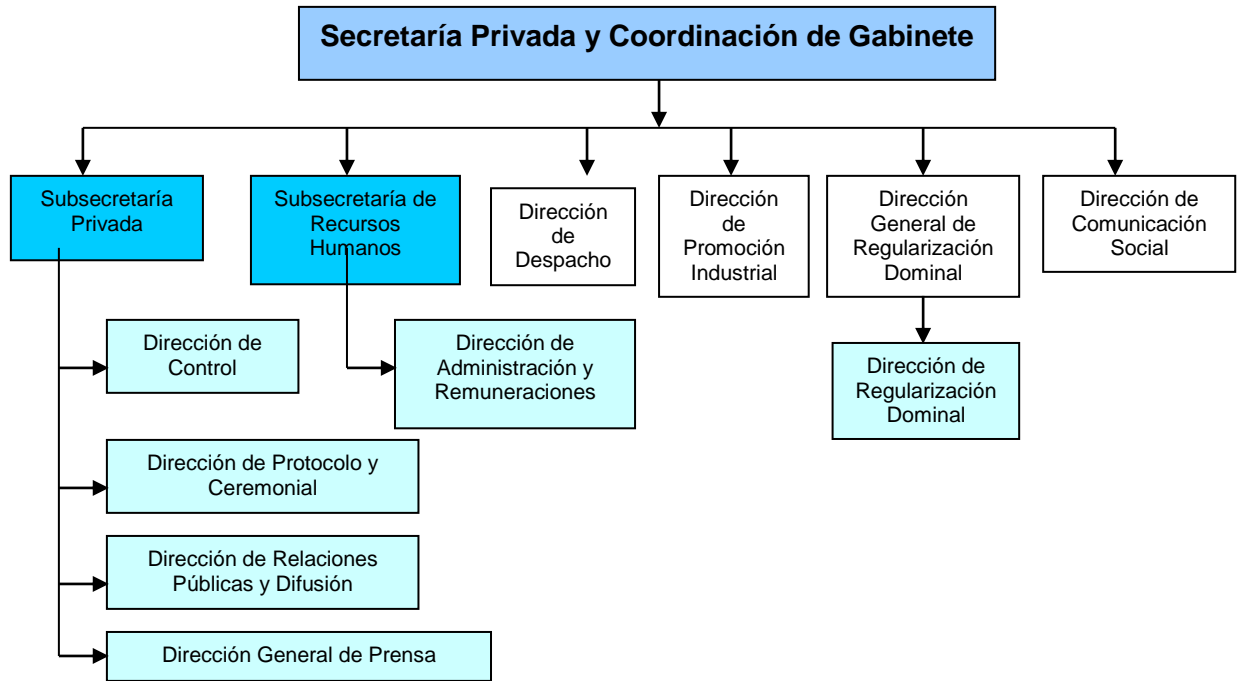 Secretaría Privada y Coordinación de Gabinete
Subsecretaría
Privada
Subsecretaría de
Recursos
Humanos
Dirección
de
Despacho
Dirección
de
Promoción
Industrial
Dirección
General de
Regularización
Dominal
Dirección de
Comunicación
Social
Dirección de
Control
Dirección de
Administración y
Remuneraciones
Dirección de
Regularización
Dominal
Dirección de Protocolo y
Ceremonial
Dirección de Relaciones
Públicas y Difusión
Dirección General de Prensa